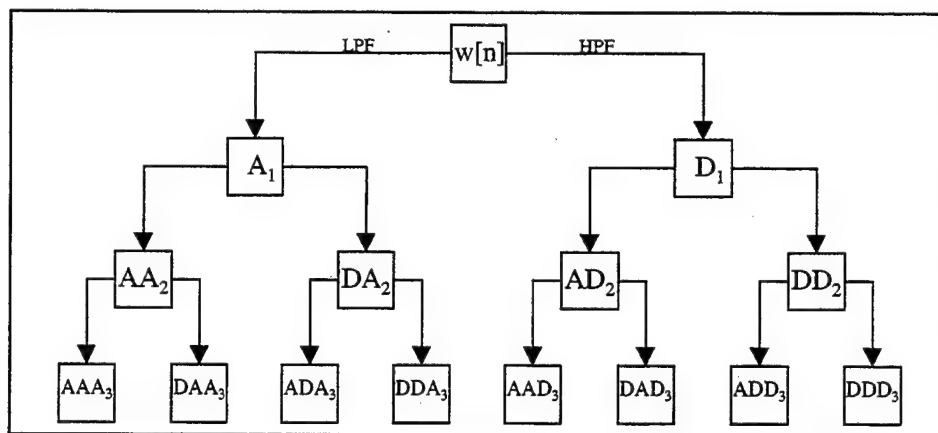 LPF w[n] HPF
A₁ D₁
AA₂ DA₂ AD₂ DD₂
AAA₃ DAA₃ ADA₃ DDA₃ AAD₃ DAD₃ ADD₃ DDD₃